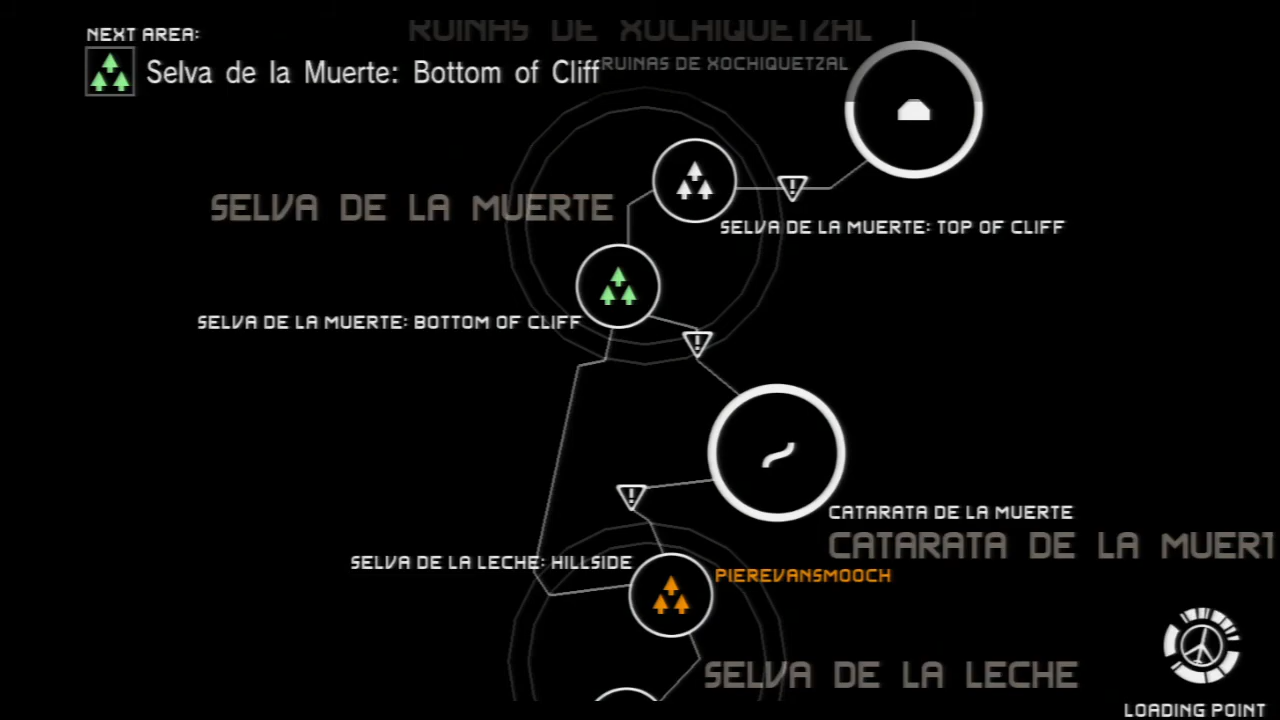 NEXT AREA:
Selva de la Muerte: Bottom of Cliff
RUINAS DE XOCHIQUETZAL
RUINAS DE XOCHIQUETZAL
SELVA DE LA MUERTE
SELVA DE LA MUERTE: TOP OF CLIFF
SELVA DE LA MUERTE: BOTTOM OF CLIFF
CATARATA DE LA MUERTE
CATARATA DE LA MUERT
SELVA DE LA LECHE: HILLSIDE
PIEREVANSMOOCH
SELVA DE LA LECHE
LOADING POINT